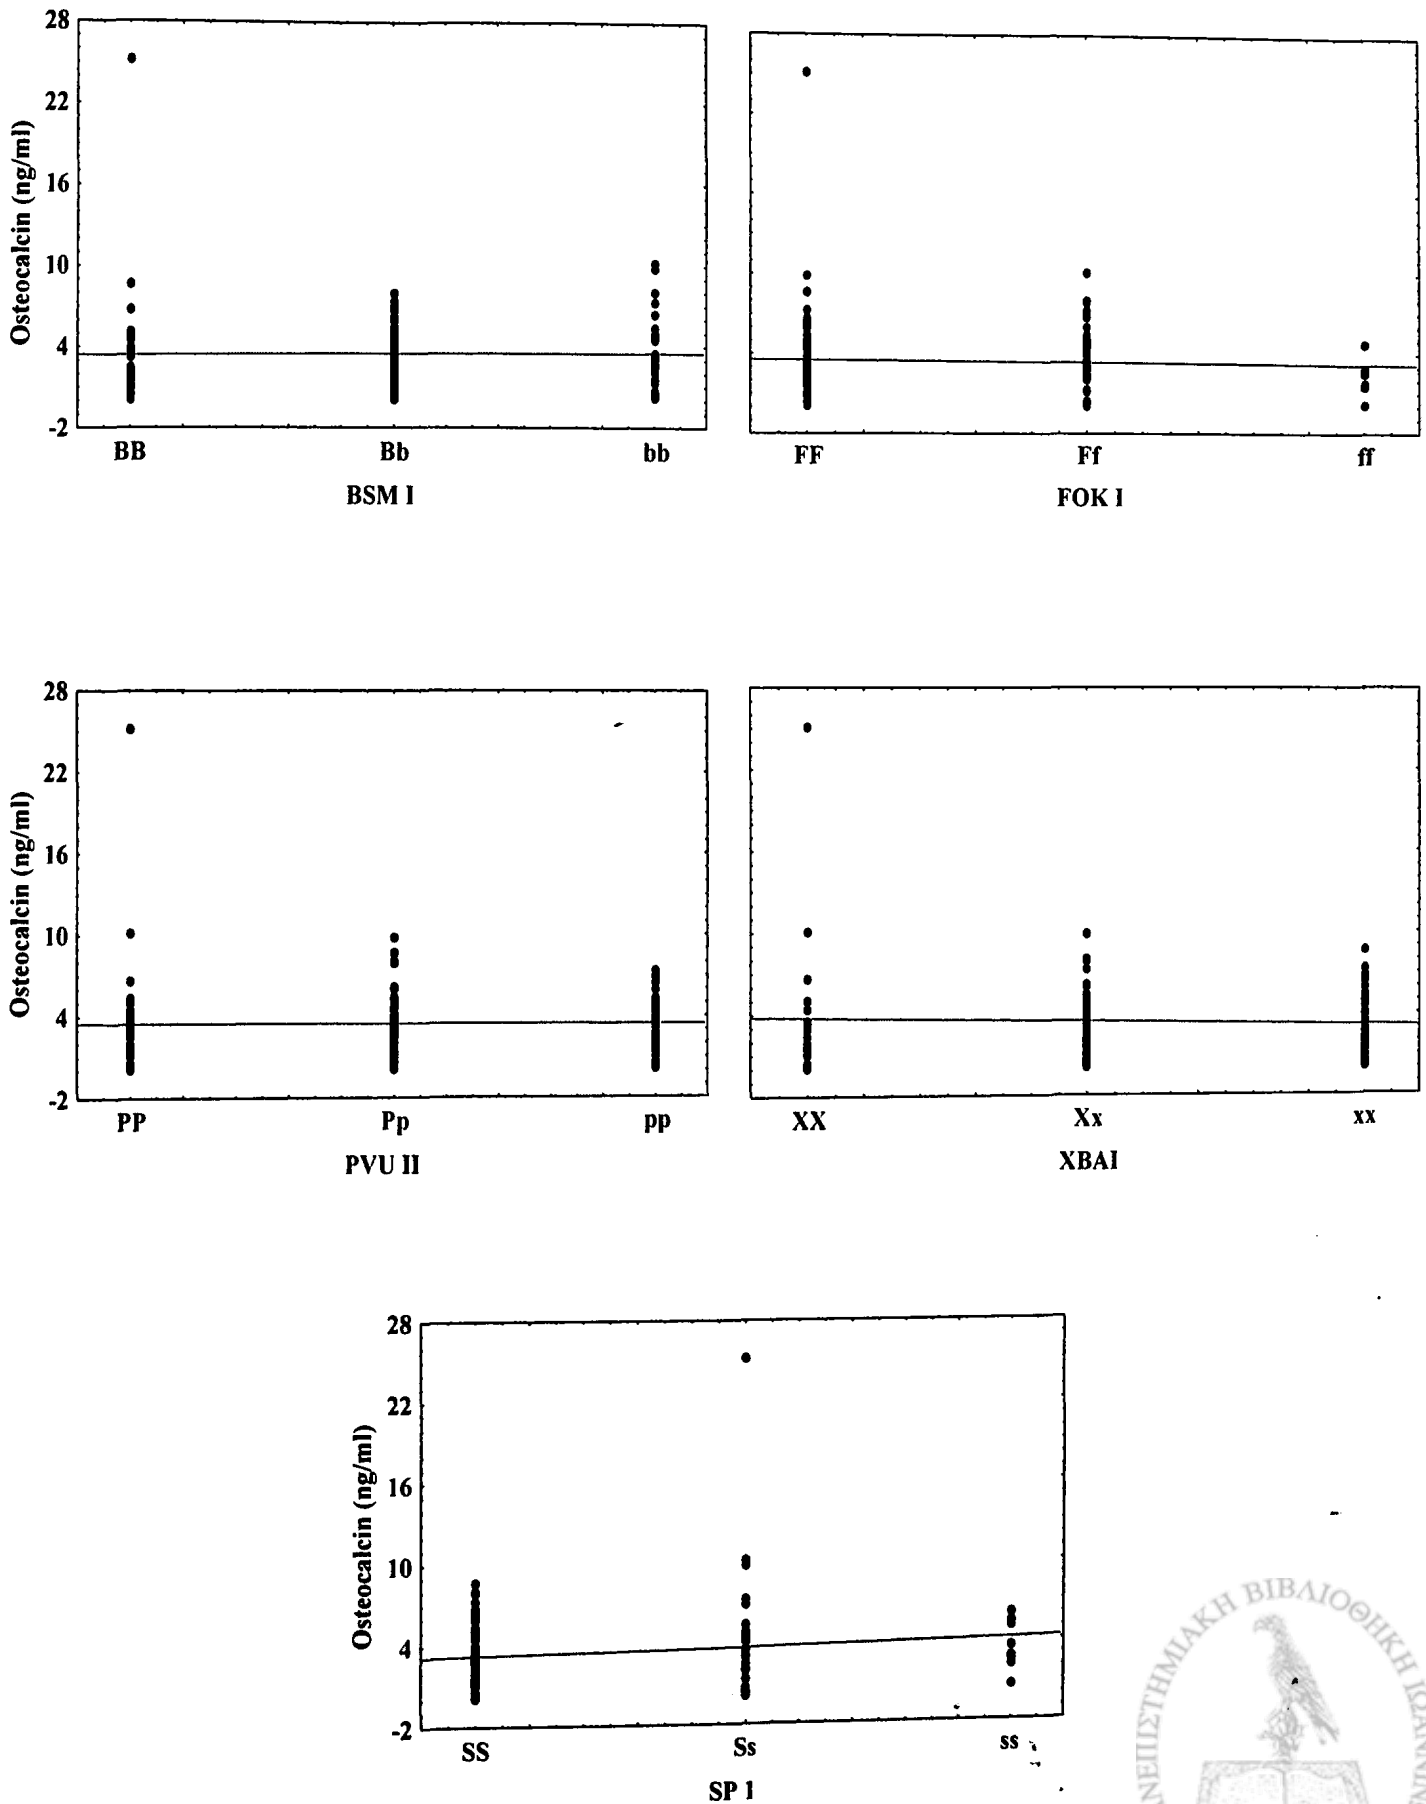 28
22
16
10
4
-2
Osteocalcin (ng/ml)
BB Bb bb
BSM I
FF Ff ff
FOK I
28
22
16
10
4
-2
Osteocalcin (ng/ml)
PP Pp pp
PVU II
XX Xx xx
XBAI
28
22
16
10
4
-2
Osteocalcin (ng/ml)
SS Ss ss
SP 1
ΒΙΒΛΙΟΘΗΚΗ